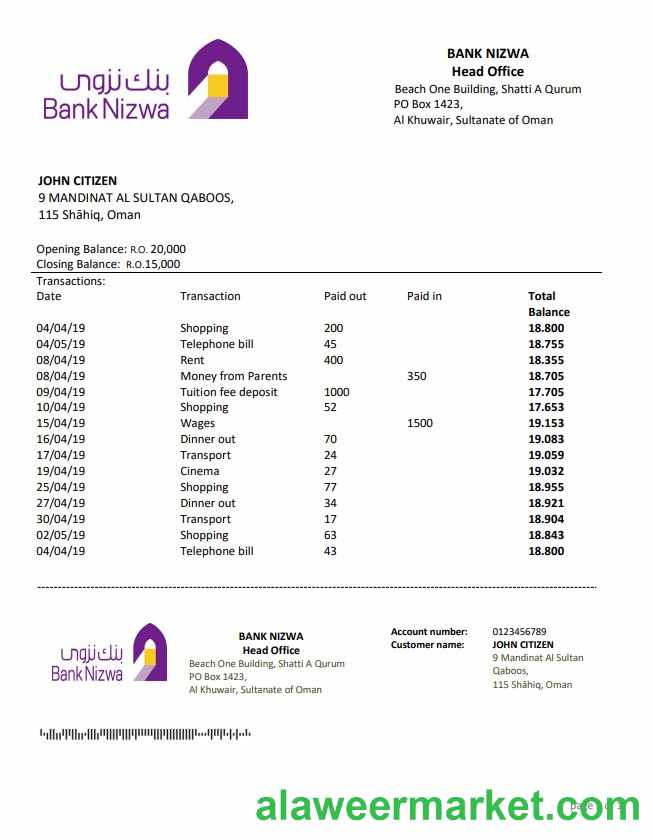 بنك نزوى
Bank Nizwa
BANK NIZWA
Head Office
Beach One Building, Shatti A Qurum
PO Box 1423,
Al Khuwair, Sultanate of Oman
JOHN CITIZEN
9 MANDINAT AL SULTAN QABOOS,
115 Shāhiq, Oman
Opening Balance: R.O. 20,000
Closing Balance: R.O.15,000
Transactions:
Date Transaction Paid out Paid in Total
Balance
04/04/19 Shopping 200 18.800
04/05/19 Telephone bill 45 18.755
08/04/19 Rent 400 18.355
08/04/19 Money from Parents 350 18.705
09/04/19 Tuition fee deposit 1000 17.705
10/04/19 Shopping 52 17.653
15/04/19 Wages 1500 19.153
16/04/19 Dinner out 70 19.083
17/04/19 Transport 24 19.059
19/04/19 Cinema 27 19.032
25/04/19 Shopping 77 18.955
27/04/19 Dinner out 34 18.921
30/04/19 Transport 17 18.904
02/05/19 Shopping 63 18.843
04/04/19 Telephone bill 43 18.800
بنك نزوى
Bank Nizwa
BANK NIZWA
Head Office
Beach One Building, Shatti A Qurum
PO Box 1423,
Al Khuwair, Sultanate of Oman
Account number: 0123456789
Customer name: JOHN CITIZEN
9 Mandinat Al Sultan
Qaboos,
115 Shāhiq, Oman
alaweermarket.com